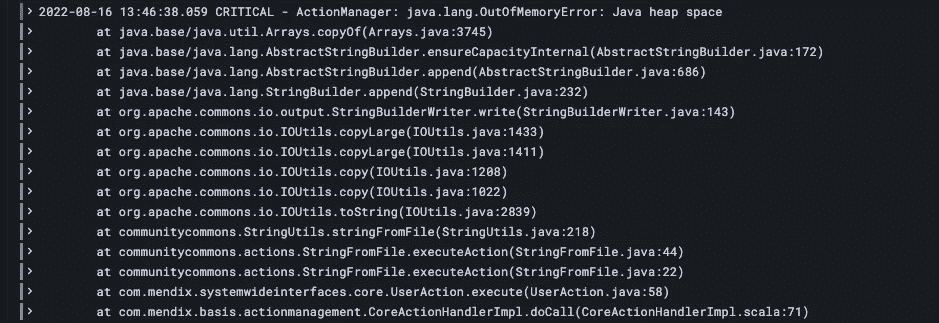 > 2022-08-16 13:46:38.059 CRITICAL - ActionManager: java.lang.OutOfMemoryError: Java heap space
> at java.base/java.util.Arrays.copyOf(Arrays.java:3745)
> at java.base/java.lang.AbstractStringBuilder.ensureCapacityInternal(AbstractStringBuilder.java:172)
> at java.base/java.lang.AbstractStringBuilder.append(AbstractStringBuilder.java:686)
> at java.base/java.lang.StringBuilder.append(StringBuilder.java:232)
> at org.apache.commons.io.output.StringBuilderWriter.write(StringBuilderWriter.java:143)
> at org.apache.commons.io.IOUtils.copyLarge(IOUtils.java:1433)
> at org.apache.commons.io.IOUtils.copyLarge(IOUtils.java:1411)
> at org.apache.commons.io.IOUtils.copy(IOUtils.java:1208)
> at org.apache.commons.io.IOUtils.copy(IOUtils.java:1022)
> at org.apache.commons.io.IOUtils.toString(IOUtils.java:2839)
> at communitycommons.StringUtils.stringFromFile(StringUtils.java:218)
> at communitycommons.actions.StringFromFile.executeAction(StringFromFile.java:44)
> at communitycommons.actions.StringFromFile.executeAction(StringFromFile.java:22)
> at com.mendix.systemwideinterfaces.core.UserAction.execute(UserAction.java:58)
> at com.mendix.basis.actionmanagement.CoreActionHandlerImpl.doCall(CoreActionHandlerImpl.scala:71)